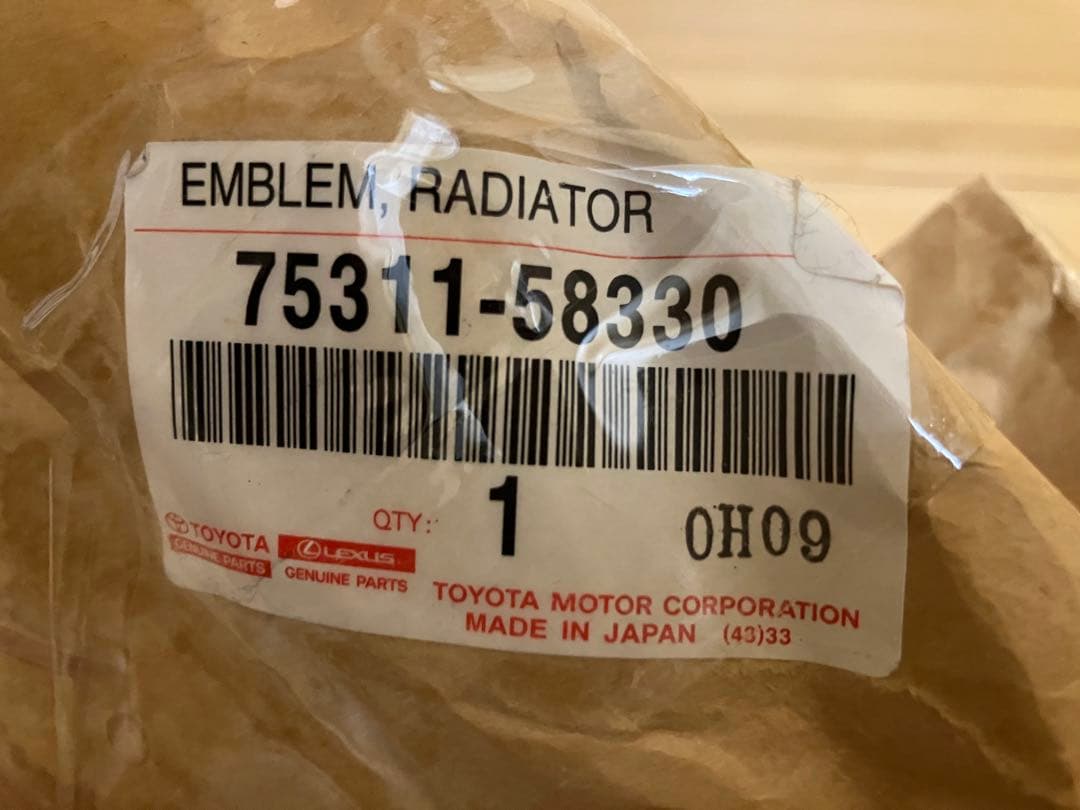 EMBLEM, RADIATOR
75311-58330
QTY: 1 0H09
TOYOTA
GENUINE PARTS
LEXUS
GENUINE PARTS
TOYOTA MOTOR CORPORATION
MADE IN JAPAN (43)33